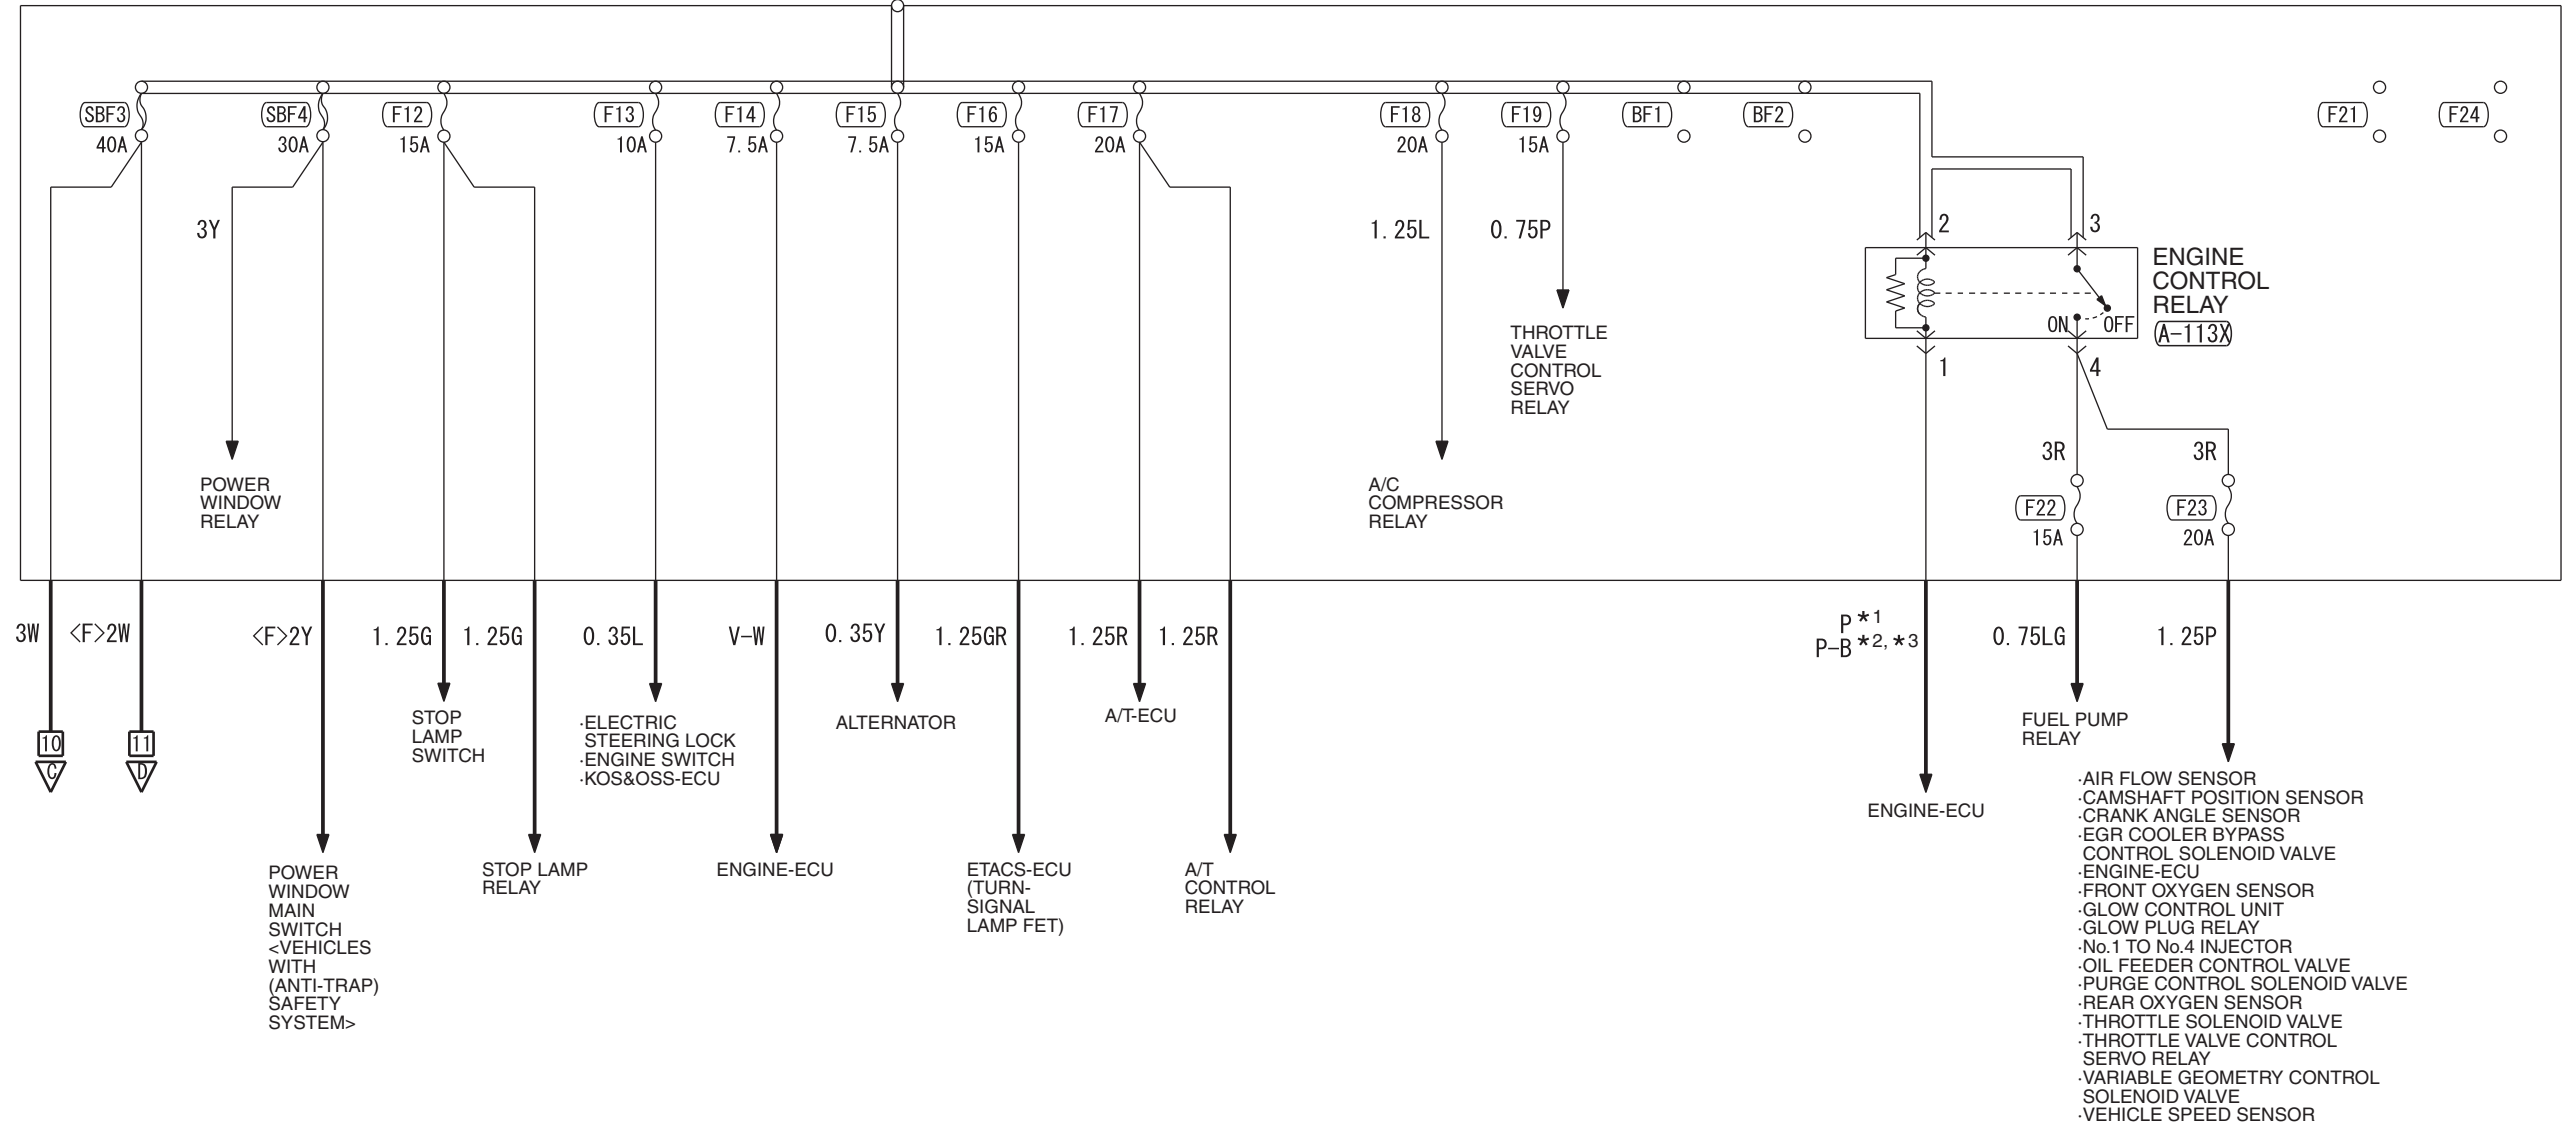 SBF3
40A
SBF4
30A
F12
15A
F13
10A
F14
7.5A
F15
7.5A
F16
15A
F17
20A
F18
20A
F19
15A
BF1
BF2
F21
F24
3Y
POWER
WINDOW
RELAY
1.25L
A/C
COMPRESSOR
RELAY
0.75P
THROTTLE
VALVE
CONTROL
SERVO
RELAY
2
3
ENGINE
CONTROL
RELAY
A-113X
ON
OFF
1
4
3R
3R
F22
15A
F23
20A
3W
<F>2W
<F>2Y
1.25G
1.25G
0.35L
V-W
0.35Y
1.25GR
1.25R
1.25R
P *1
P-B *2, *3
0.75LG
1.25P
10
C
11
D
POWER
WINDOW
MAIN
SWITCH
<VEHICLES
WITH
(ANTI-TRAP)
SAFETY
SYSTEM>
STOP
LAMP
SWITCH
STOP LAMP
RELAY
·ELECTRIC
STEERING LOCK
·ENGINE SWITCH
·KOS&OSS-ECU
ENGINE-ECU
ALTERNATOR
ETACS-ECU
(TURN-
SIGNAL
LAMP FET)
A/T-ECU
A/T
CONTROL
RELAY
ENGINE-ECU
FUEL PUMP
RELAY
·AIR FLOW SENSOR
·CAMSHAFT POSITION SENSOR
·CRANK ANGLE SENSOR
·EGR COOLER BYPASS
CONTROL SOLENOID VALVE
·ENGINE-ECU
·FRONT OXYGEN SENSOR
·GLOW CONTROL UNIT
·GLOW PLUG RELAY
·No.1 TO No.4 INJECTOR
·OIL FEEDER CONTROL VALVE
·PURGE CONTROL SOLENOID VALVE
·REAR OXYGEN SENSOR
·THROTTLE SOLENOID VALVE
·THROTTLE VALVE CONTROL
SERVO RELAY
·VARIABLE GEOMETRY CONTROL
SOLENOID VALVE
·VEHICLE SPEED SENSOR